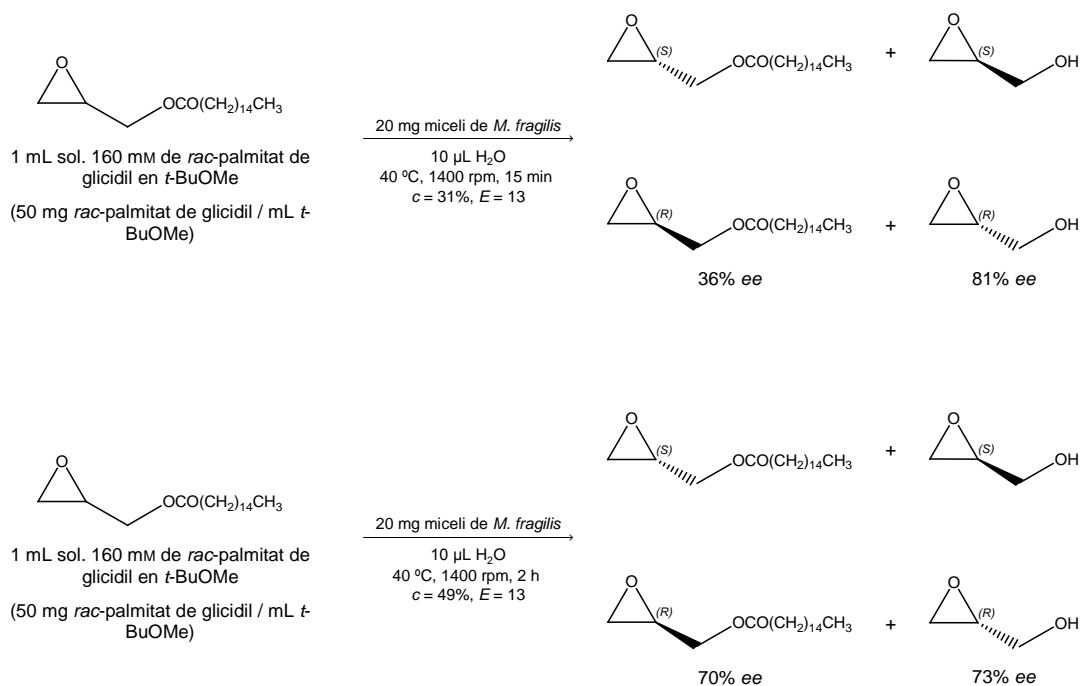 O
(S)
OCO(CH2)14CH3
+
O
(S)
OH
O
OCO(CH2)14CH3
1 mL sol. 160 mM de rac-palmitat de
glicidil en t-BuOMe
(50 mg rac-palmitat de glicidil / mL t-
BuOMe)
20 mg miceli de M. fragilis
10 µL H2O
40 ºC, 1400 rpm, 15 min
c = 31%, E = 13
O
(R)
OCO(CH2)14CH3
+
O
(R)
OH
36% ee
81% ee
O
(S)
OCO(CH2)14CH3
+
O
(S)
OH
O
OCO(CH2)14CH3
1 mL sol. 160 mM de rac-palmitat de
glicidil en t-BuOMe
(50 mg rac-palmitat de glicidil / mL t-
BuOMe)
20 mg miceli de M. fragilis
10 µL H2O
40 ºC, 1400 rpm, 2 h
c = 49%, E = 13
O
(R)
OCO(CH2)14CH3
+
O
(R)
OH
70% ee
73% ee